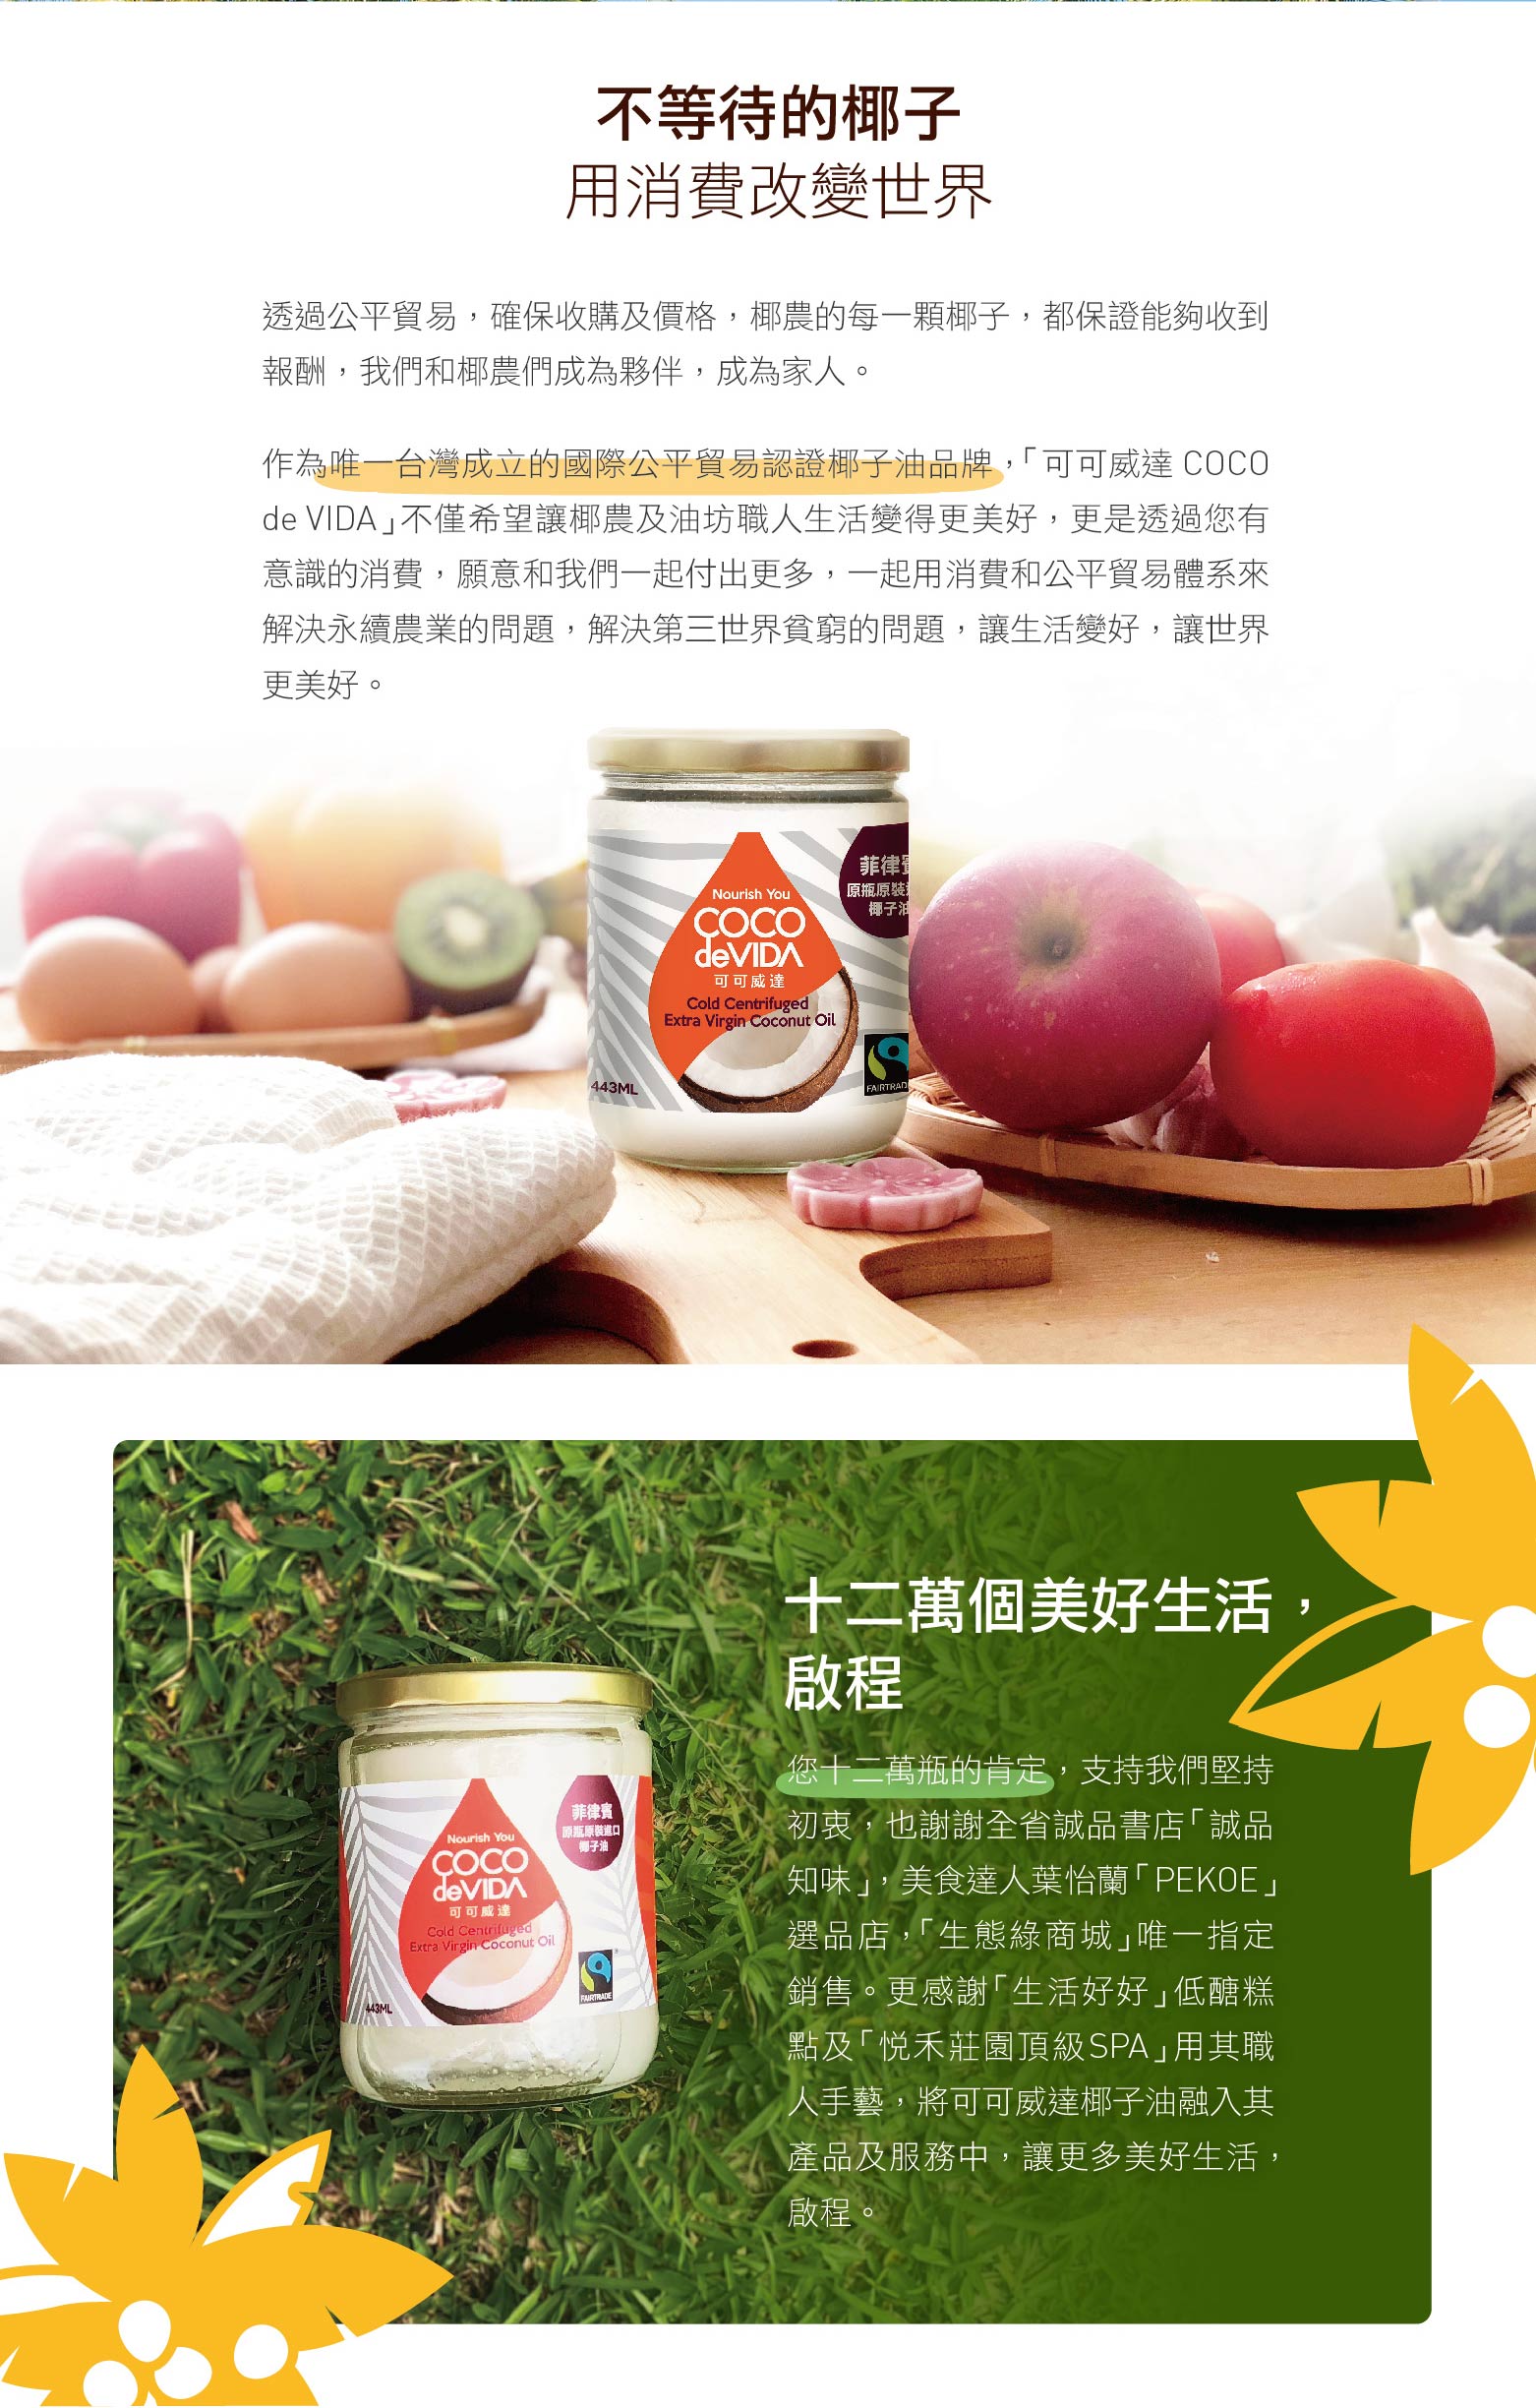 不等待的椰子
用消費改變世界
透過公平貿易，確保收購及價格，椰農的每一顆椰子，都保證能夠收到
報酬，我們和椰農們成為夥伴，成為家人。
作為唯一台灣成立的國際公平貿易認證椰子油品牌，「可可威達 COCO
de VIDA」不僅希望讓椰農及油坊職人生活變得更美好，更是透過您有
意識的消費，願意和我們一起付出更多，一起用消費和公平貿易體系來
解決永續農業的問題，解決第三世界貧窮的問題，讓生活變好，讓世界
更美好。
菲律賓
原瓶原裝
椰子油
Nourish You
COCO
deVIDA
可可威達
Cold Centrifuged
Extra Virgin Coconut Oil
443ML
FAIRTRAD
十二萬個美好生活，
啟程
您十二萬瓶的肯定，支持我們堅持
初衷，也謝謝全省誠品書店「誠品
知味」，美食達人葉怡蘭「PEKOE」
選品店，「生態綠商城」唯一指定
銷售。更感謝「生活好好」低醣糕
點及「悦禾莊園頂級SPA」用其職
人手藝，將可可威達椰子油融入其
產品及服務中，讓更多美好生活，
啟程。
菲律賓
原瓶原裝進口
椰子油
Nourish You
COCO
deVIDA
可可威達
Cold Centrifuged
Extra Virgin Coconut Oil
443ML
FAIRTRADE